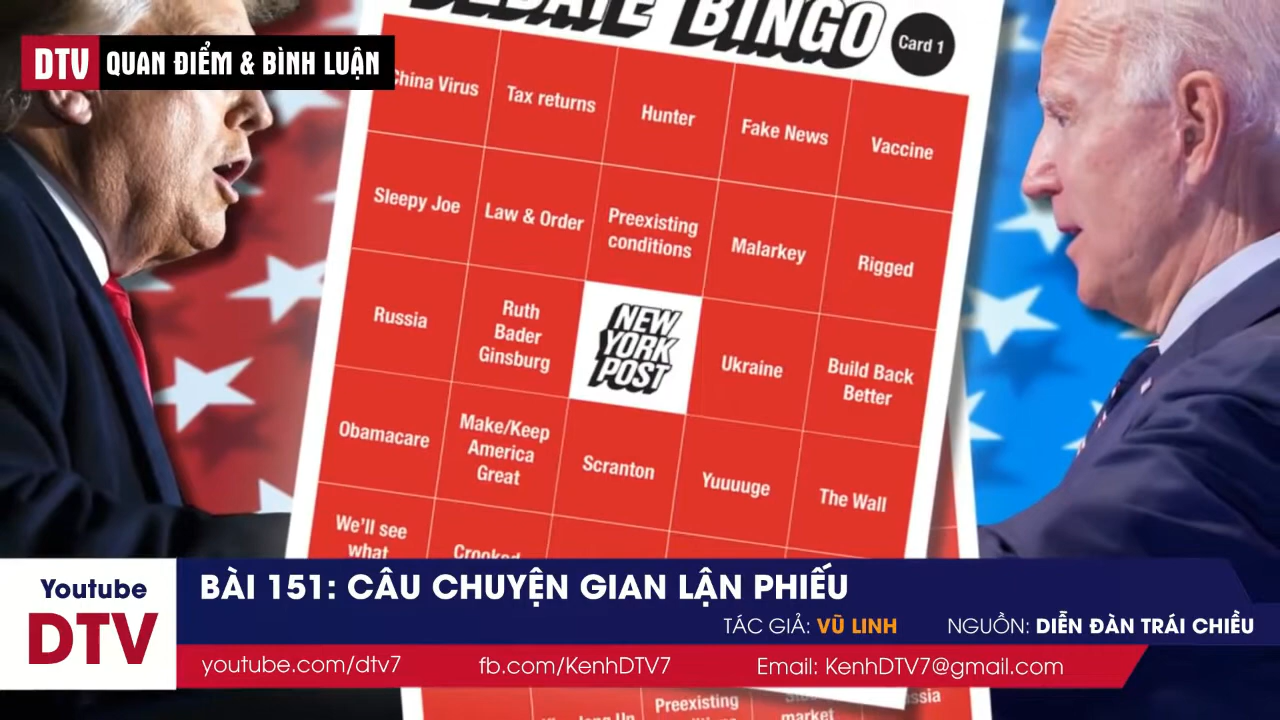 DEBATE BINGO
Card 1
DTV QUAN ĐIỂM & BÌNH LUẬN
China Virus
Tax returns
Hunter
Fake News
Vaccine
Sleepy Joe
Law & Order
Preexisting
conditions
Malarkey
Rigged
Russia
Ruth
Bader
Ginsburg
NEW
YORK
POST
Ukraine
Build Back
Better
Obamacare
Make/Keep
America
Great
Scranton
Yuuuuge
The Wall
We'll see
what
Crooked
Youtube
DTV
BÀI 151: CÂU CHUYỆN GIAN LẬN PHIẾU
TÁC GIẢ: VŨ LINH
NGUỒN: DIỄN ĐÀN TRÁI CHIỀU
youtube.com/dtv7
fb.com/KenhDTV7
Email: KenhDTV7@gmail.com
Preexisting
market